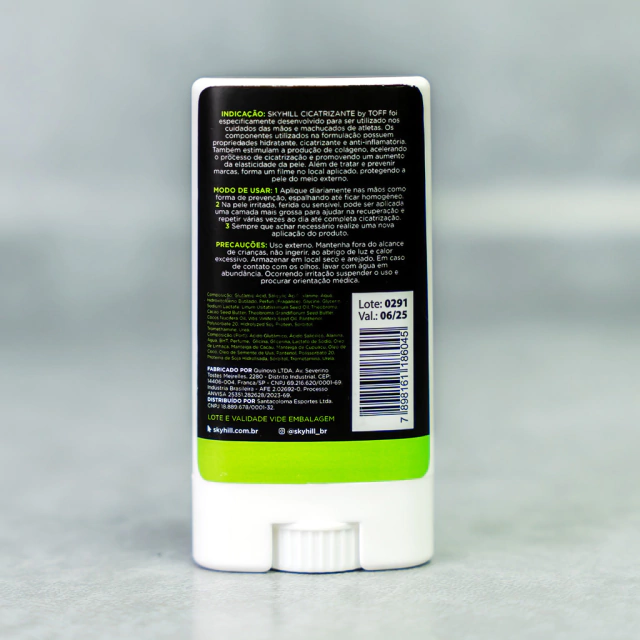 INDICAÇÃO: SKYHILL CICATRIZANTE by TOFF foi
especificamente desenvolvido para ser utilizado nos
cuidados das mãos e machucados de atletas. Os
componentes utilizados na formulação possuem
propriedades hidratante, cicatrizante e anti-inflamatória.
Também estimulam a produção de colágeno, acelerando
o processo de cicatrização e promovendo um aumento
da elasticidade da pele. Além de tratar e prevenir
marcas, forma um filme no local aplicado, protegendo a
pele do meio externo.
MODO DE USAR: 1 Aplique diariamente nas mãos como
forma de prevenção, espalhando até ficar homogêneo.
2 Na pele irritada, ferida ou sensível, pode ser aplicada
uma camada mais grossa para ajudar na recuperação e
repetir várias vezes ao dia até completa cicatrização.
3 Sempre que achar necessário realize uma nova
aplicação do produto.
PRECAUÇÕES: Uso externo. Mantenha fora do alcance
de crianças, não ingerir, ao abrigo de luz e calor
excessivo. Armazenar em local seco e arejado. Em caso
de contato com os olhos, lavar com água em
abundância. Ocorrendo irritação suspender o uso e
procurar orientação médica.
Lote: 0291
Val.: 06/25
7 898161 186045
FABRICADO POR Quinova LTDA. Av. Severino
Tostes Meirelles, 2280 - Distrito Industrial, CEP:
14406-004. Franca/SP - CNPJ 69.216.620/0001-69.
Indústria Brasileira - AFE 2.02692-0. Processo
ANVISA 25351.282628/2023-69.
DISTRIBUÍDO POR Santacoloma Esportes Ltda.
CNPJ 15.889.678/0001-32.
LOTE E VALIDADE VIDE EMBALAGEM
skyhill.com.br @skyhill_br